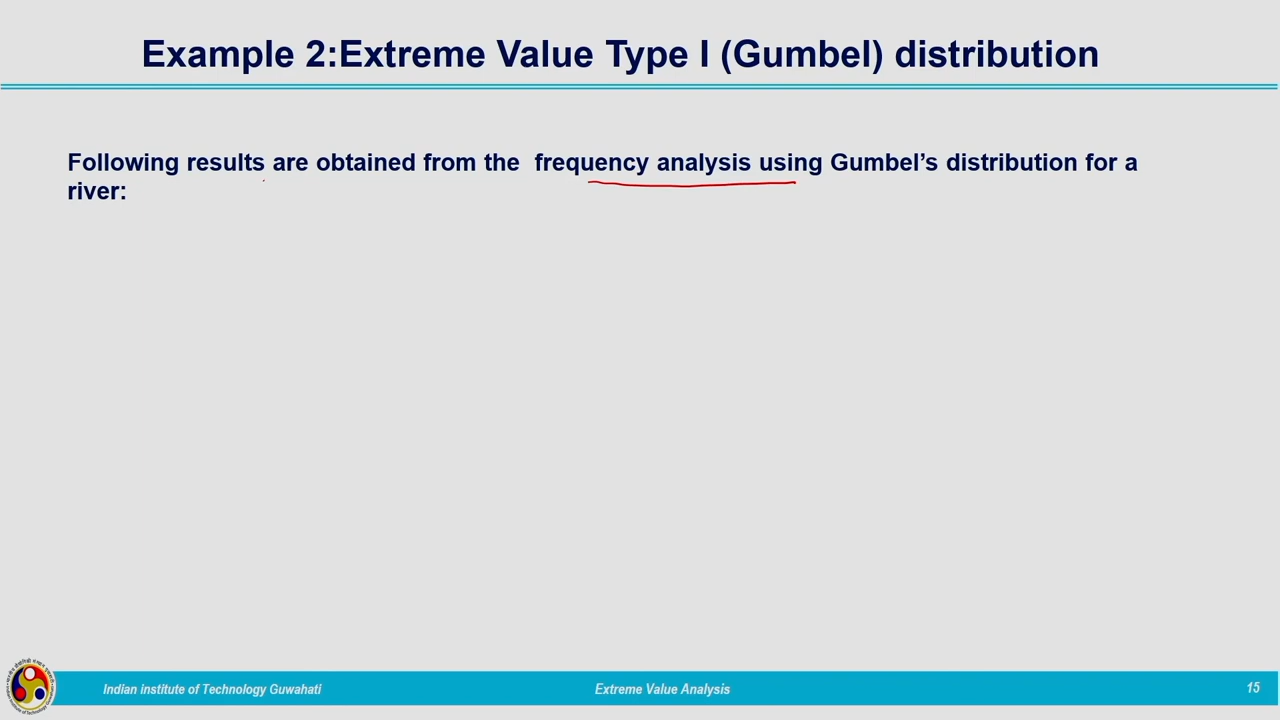 Example 2:Extreme Value Type I (Gumbel) distribution
Following results are obtained from the frequency analysis using Gumbel’s distribution for a
river:
Indian institute of Technology Guwahati
Extreme Value Analysis
15